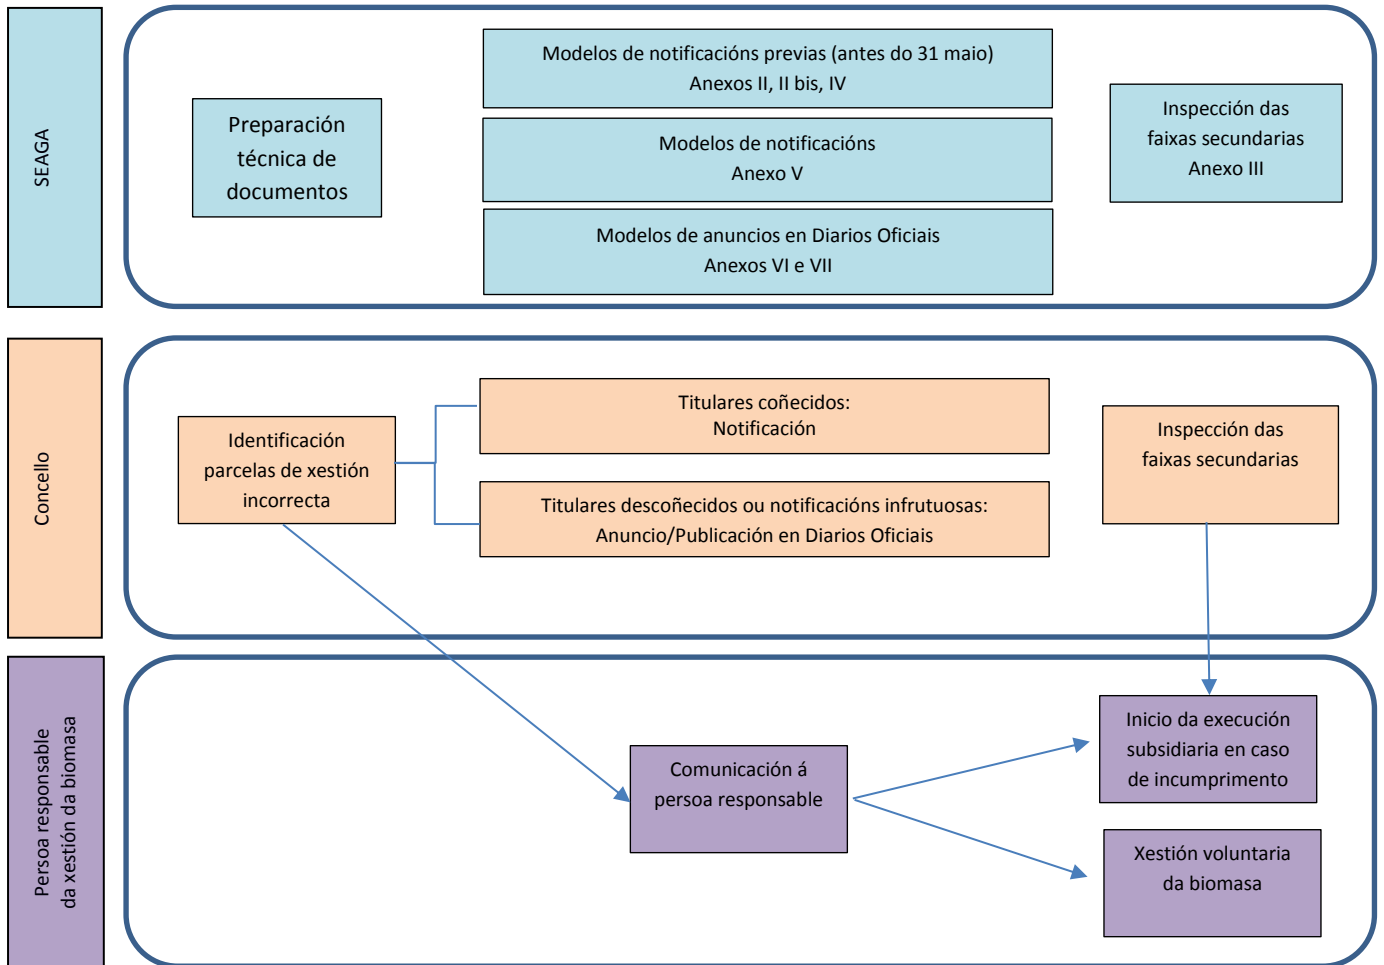 SEAGA
Preparación
técnica de
documentos
Modelos de notificacións previas (antes do 31 maio)
Anexos II, II bis, IV
Modelos de notificacións
Anexo V
Modelos de anuncios en Diarios Oficiais
Anexos VI e VII
Inspección das
faixas secundarias
Anexo III
Concello
Identificación
parcelas de xestión
incorrecta
Titulares coñecidos:
Notificación
Titulares descoñecidos ou notificacións infrutuosas:
Anuncio/Publicación en Diarios Oficiais
Inspección das
faixas secundarias
Persoa responsable
da xestión da biomasa
Comunicación á
persoa responsable
Inicio da execución
subsidiaria en caso
de incumprimento
Xestión voluntaria
da biomasa